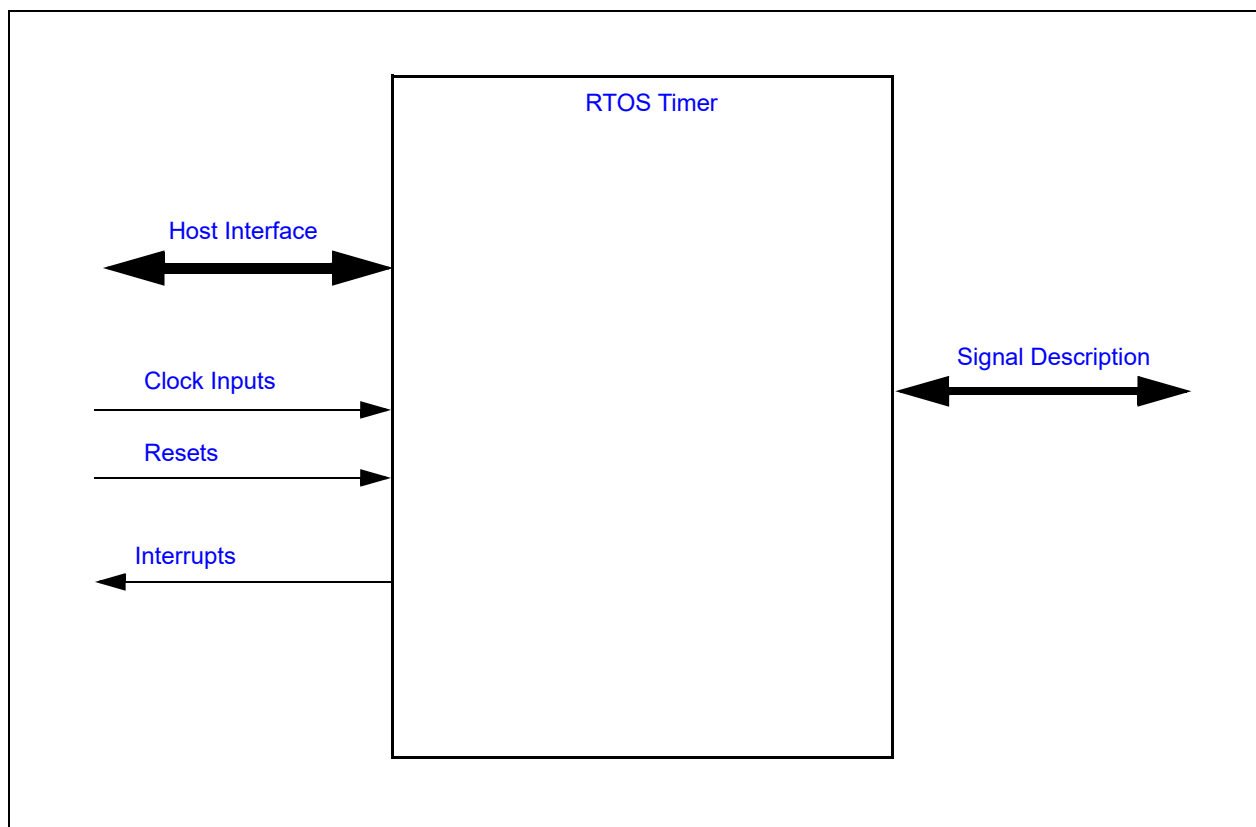 RTOS Timer
Host Interface
Signal Description
Clock Inputs
Resets
Interrupts